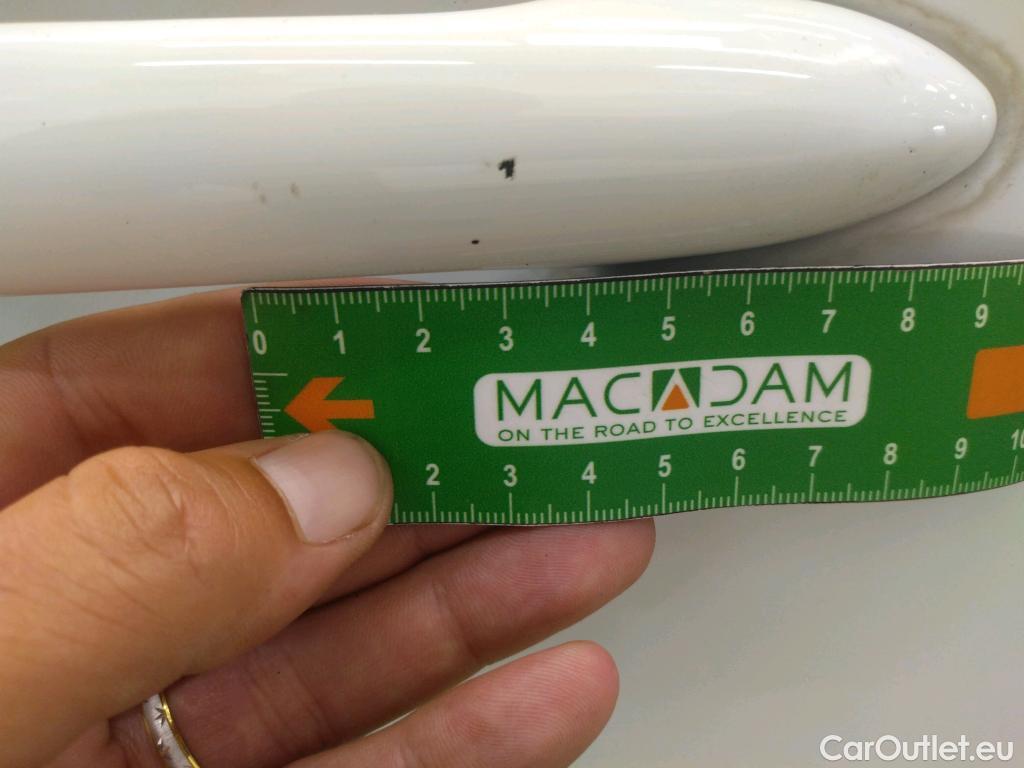 0 1 2 3 4 5 6 7 8 9
MACADAM
ON THE ROAD TO EXCELLENCE
2 3 4 5 6 7 8 9 10
CarOutlet.eu